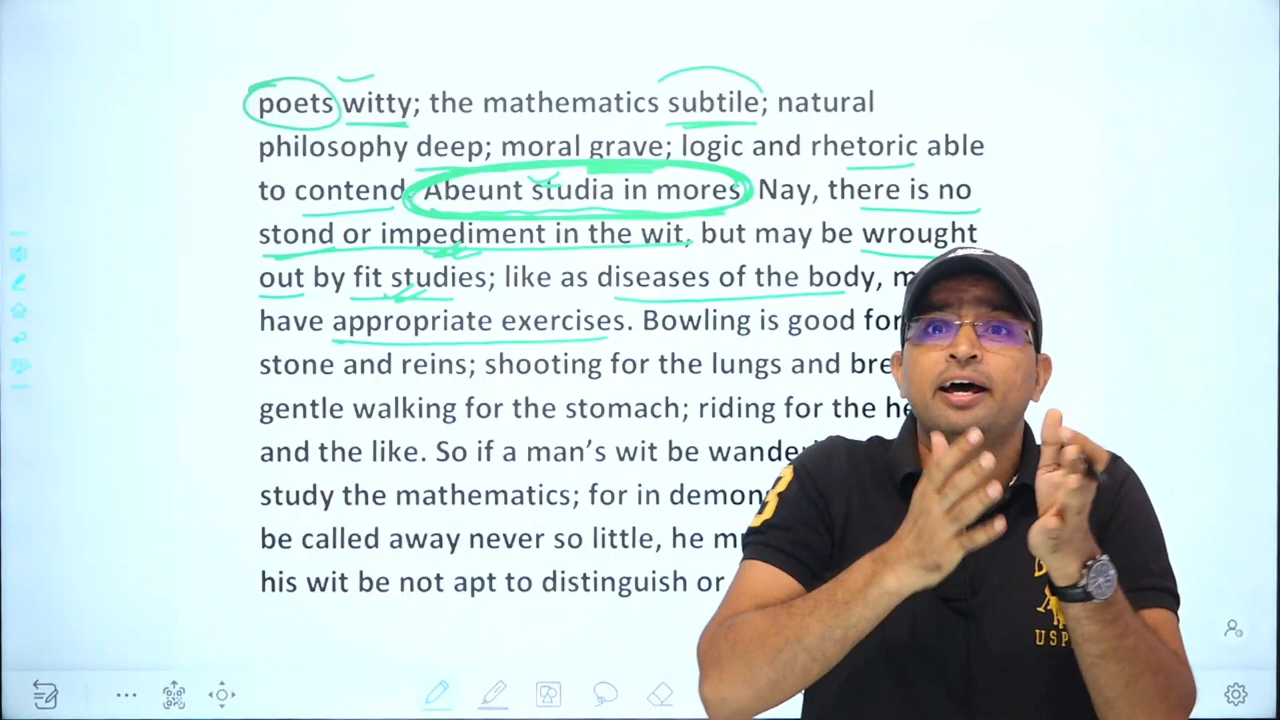 poets witty; the mathematics subtile; natural
philosophy deep; moral grave; logic and rhetoric able
to contend. Abeunt studia in mores Nay, there is no
stond or impediment in the wit, but may be wrought
out by fit studies; like as diseases of the body, m
have appropriate exercises. Bowling is good for
stone and reins; shooting for the lungs and bre
gentle walking for the stomach; riding for the he
and the like. So if a man's wit be wande
study the mathematics; for in demon
be called away never so little, he m
his wit be not apt to distinguish or
3
USP